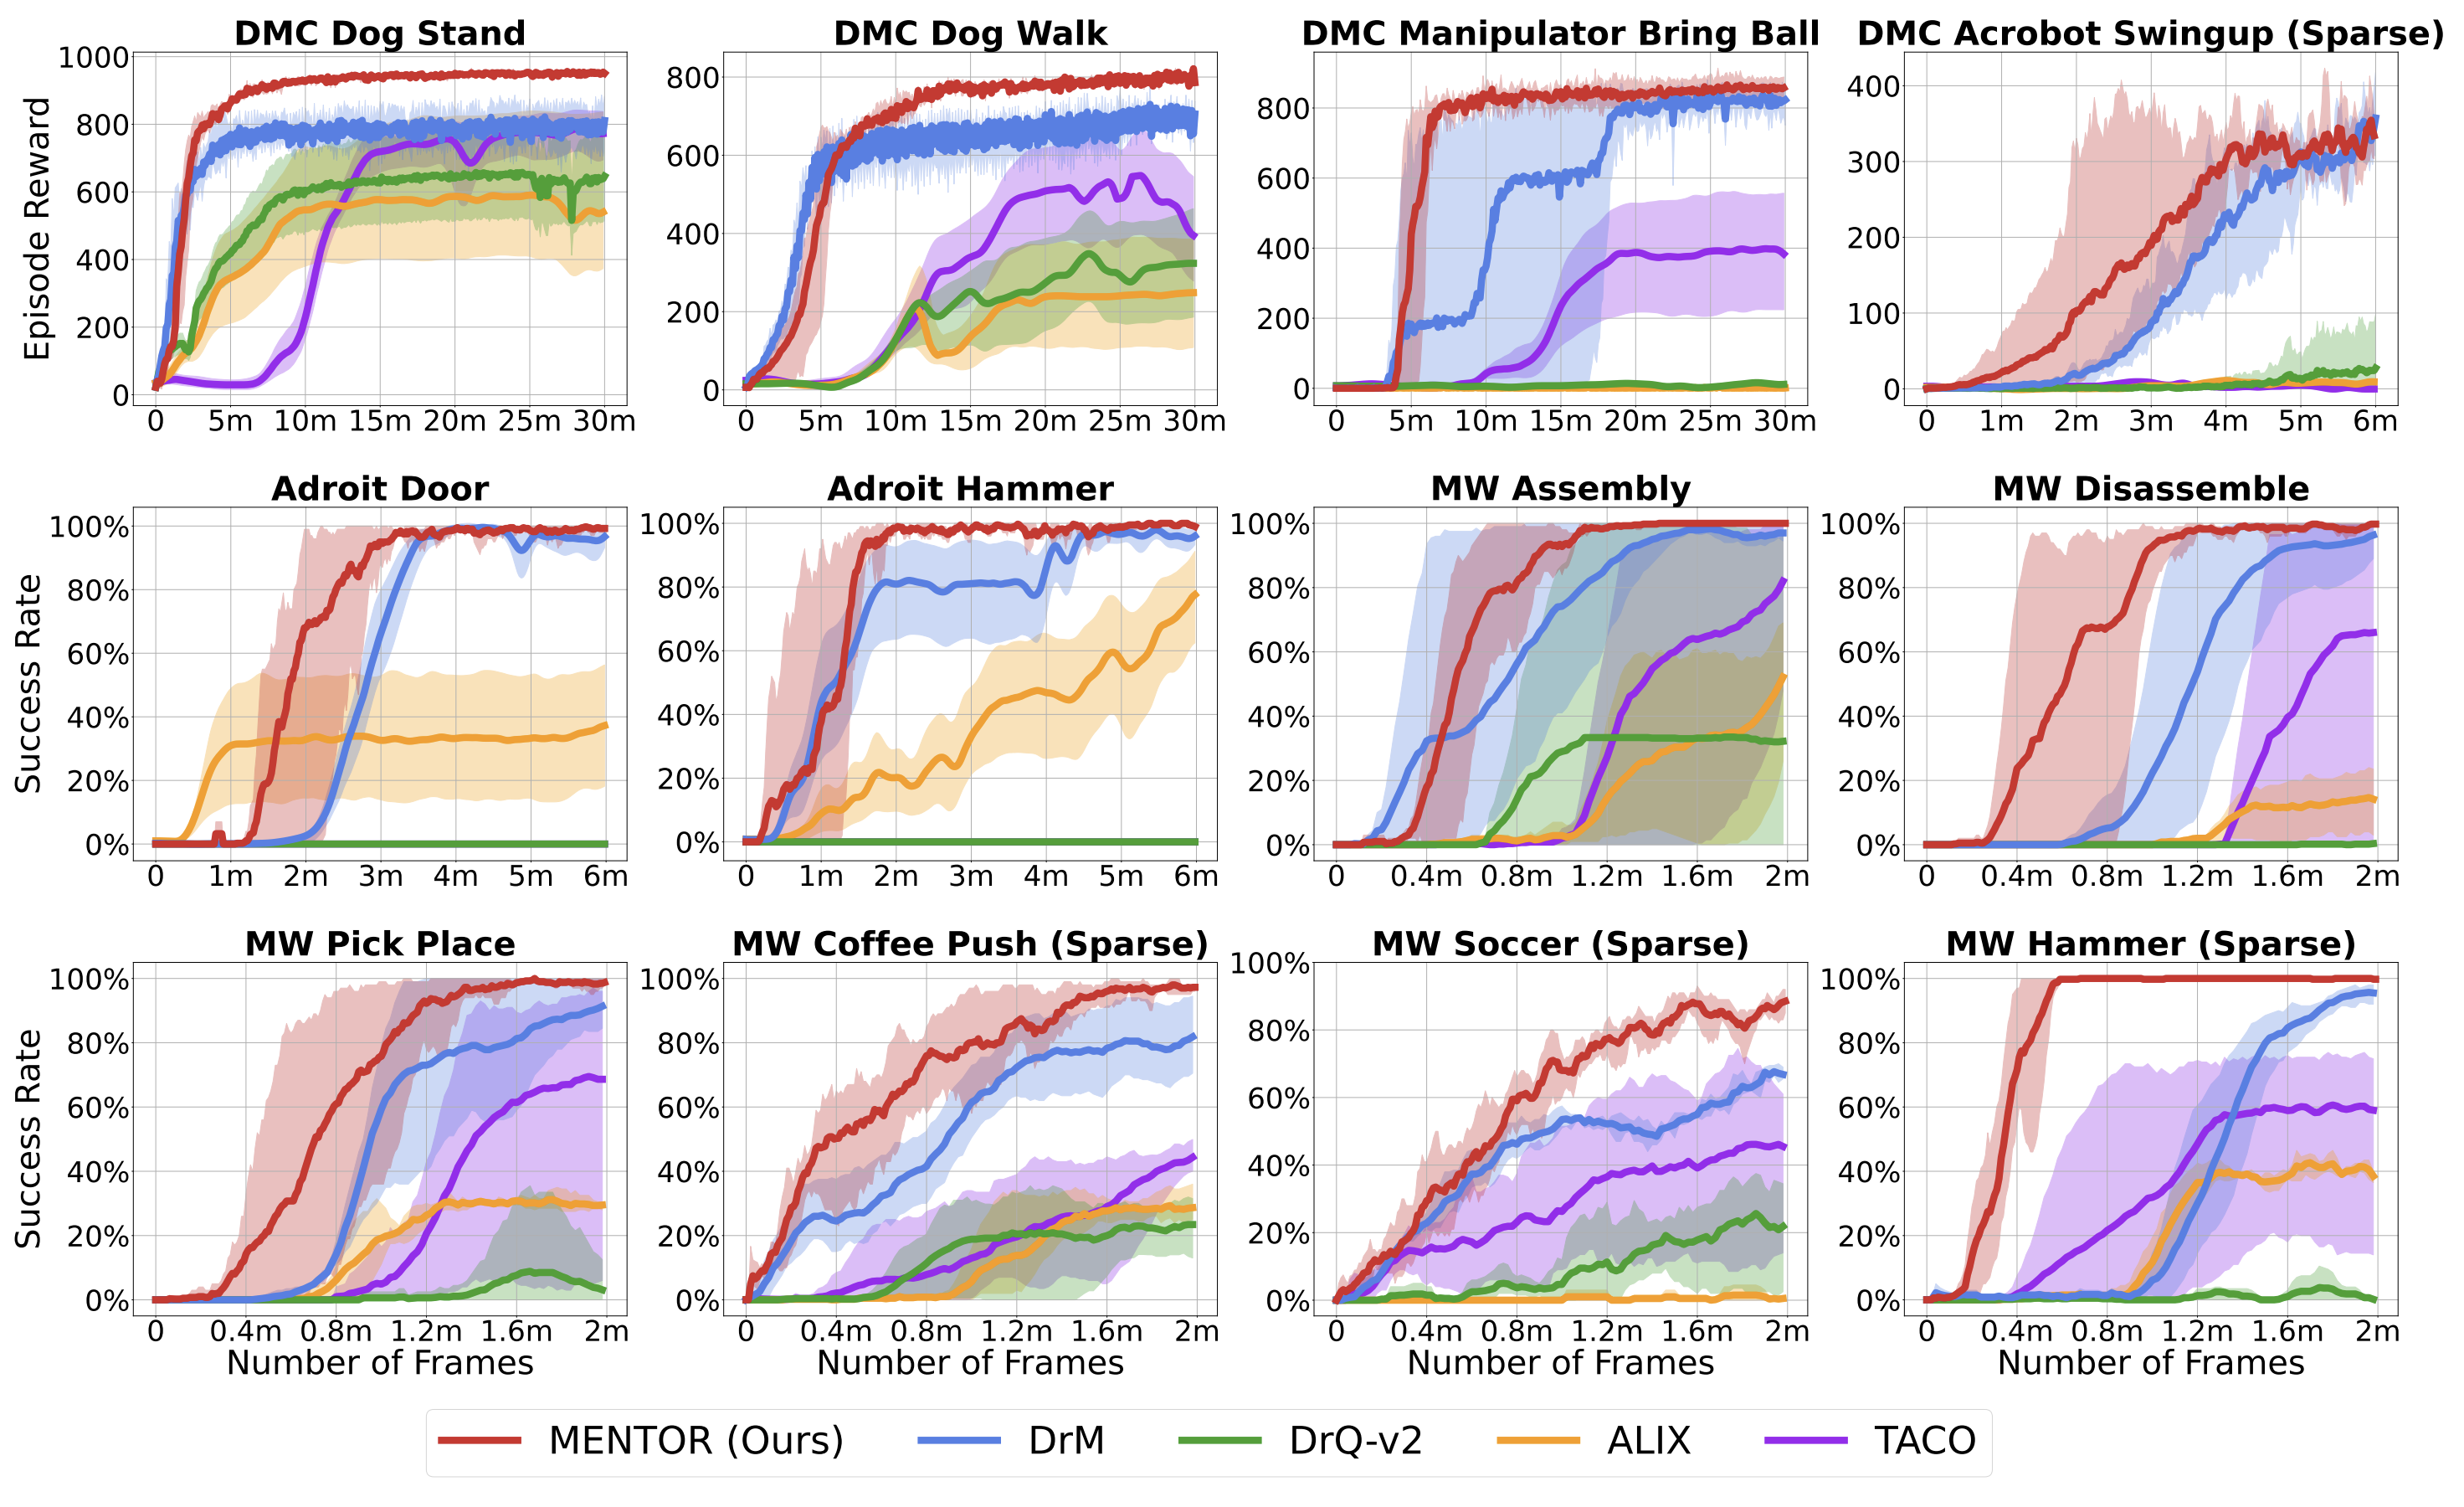 DMC Dog Stand
DMC Dog Walk
DMC Manipulator Bring Ball
DMC Acrobot Swingup (Sparse)
Episode Reward
1000
800
600
400
200
0
0 5m 10m 15m 20m 25m 30m
800
600
400
200
0
0 5m 10m 15m 20m 25m 30m
800
600
400
200
0
0 5m 10m 15m 20m 25m 30m
400
300
200
100
0
0 1m 2m 3m 4m 5m 6m
Adroit Door
Adroit Hammer
MW Assembly
MW Disassemble
Success Rate
100%
80%
60%
40%
20%
0%
0 1m 2m 3m 4m 5m 6m
100%
80%
60%
40%
20%
0%
0 1m 2m 3m 4m 5m 6m
100%
80%
60%
40%
20%
0%
0 0.4m 0.8m 1.2m 1.6m 2m
100%
80%
60%
40%
20%
0%
0 0.4m 0.8m 1.2m 1.6m 2m
MW Pick Place
MW Coffee Push (Sparse)
MW Soccer (Sparse)
MW Hammer (Sparse)
Success Rate
100%
80%
60%
40%
20%
0%
0 0.4m 0.8m 1.2m 1.6m 2m
Number of Frames
100%
80%
60%
40%
20%
0%
0 0.4m 0.8m 1.2m 1.6m 2m
Number of Frames
100%
80%
60%
40%
20%
0%
0 0.4m 0.8m 1.2m 1.6m 2m
Number of Frames
100%
80%
60%
40%
20%
0%
0 0.4m 0.8m 1.2m 1.6m 2m
Number of Frames
MENTOR (Ours) DrM DrQ-v2 ALIX TACO